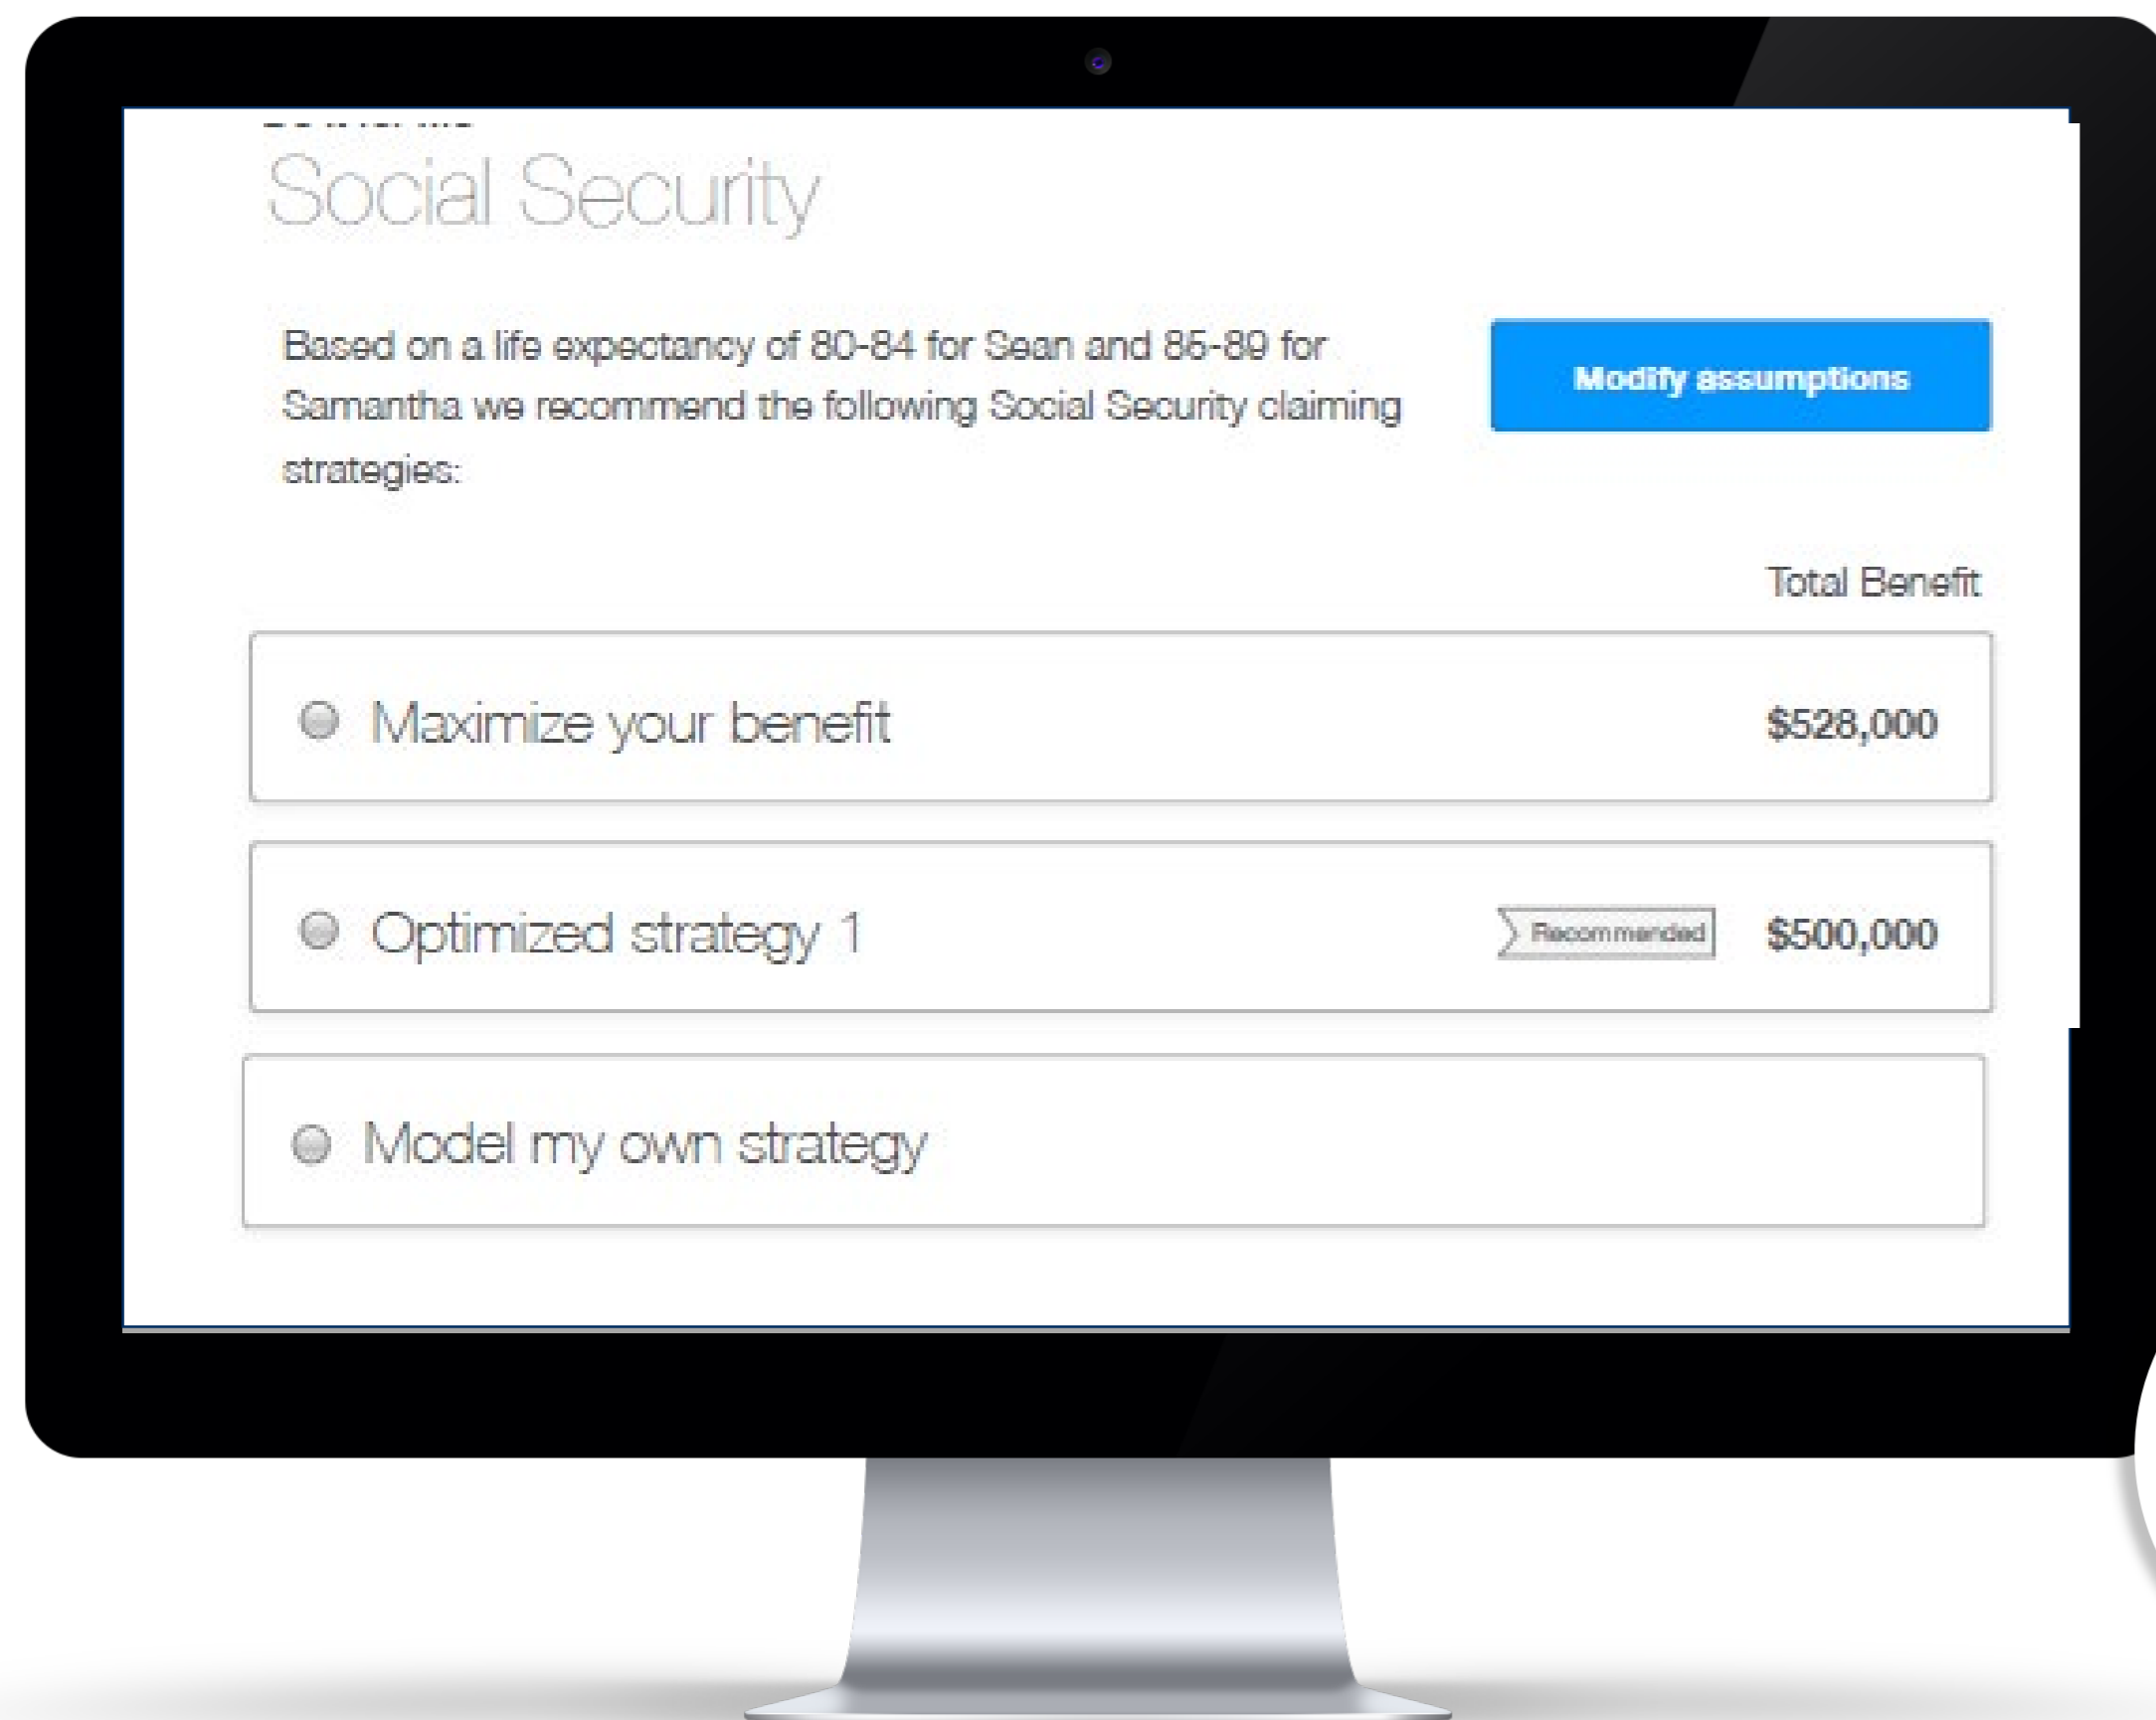 Social Security
Based on a life expectancy of 80-84 for Sean and 85-89 for
Samantha we recommend the following Social Security claiming
strategies:
Modify assumptions
Total Benefit
Maximize your benefit $528,000
Optimized strategy 1 Recommended $500,000
Model my own strategy